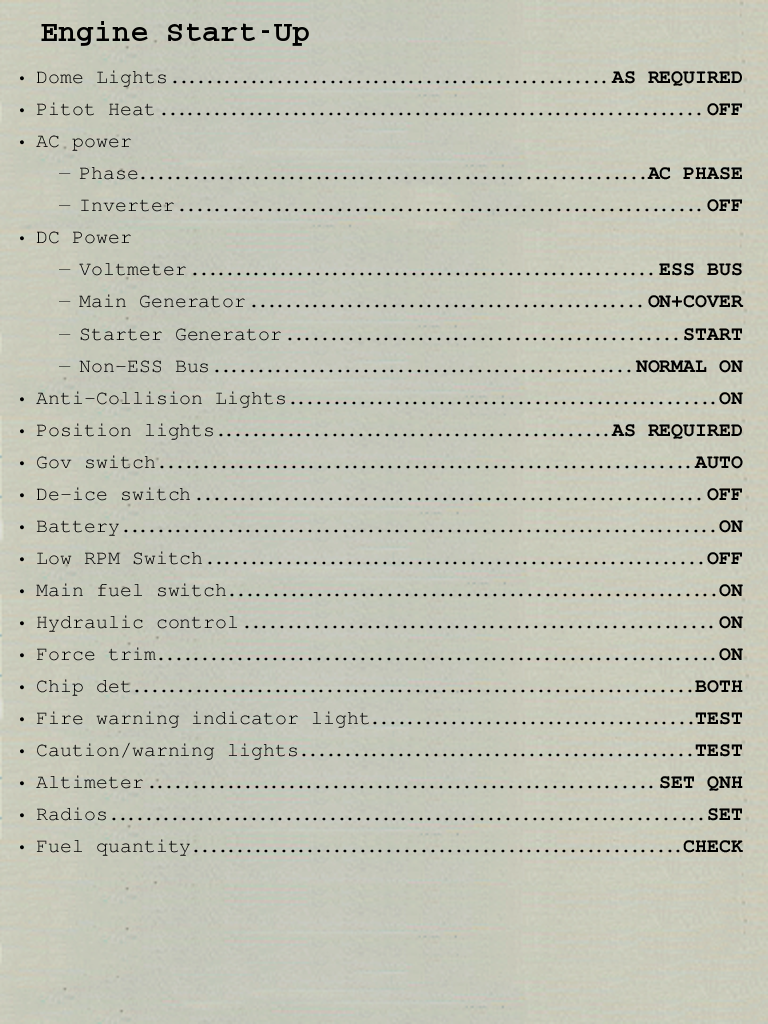 Engine Start-Up
• Dome Lights.................................................AS REQUIRED
• Pitot Heat.............................................................OFF
• AC power
— Phase.........................................................AC PHASE
— Inverter...........................................................OFF
• DC Power
— Voltmeter....................................................ESS BUS
— Main Generator............................................ON+COVER
— Starter Generator.............................................START
— Non-ESS Bus...............................................NORMAL ON
• Anti-Collision Lights................................................ON
• Position lights............................................AS REQUIRED
• Gov switch............................................................AUTO
• De-ice switch.........................................................OFF
• Battery...................................................................ON
• Low RPM Switch........................................................OFF
• Main fuel switch.......................................................ON
• Hydraulic control.....................................................ON
• Force trim...............................................................ON
• Chip det...............................................................BOTH
• Fire warning indicator light....................................TEST
• Caution/warning lights............................................TEST
• Altimeter.........................................................SET QNH
• Radios...................................................................SET
• Fuel quantity.......................................................CHECK